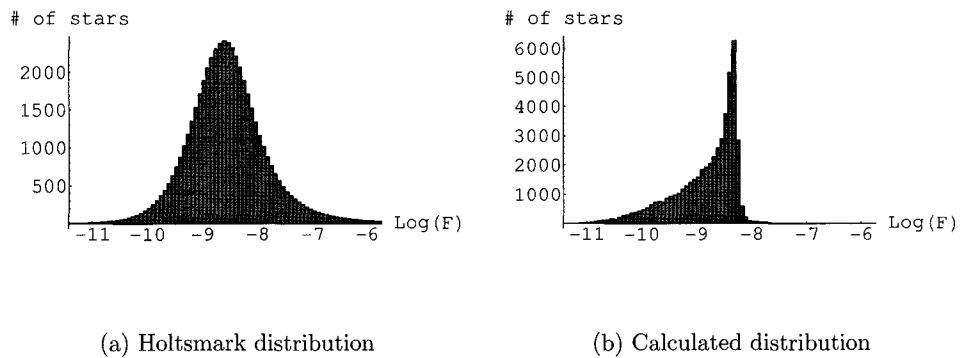 # of stars
2000
1500
1000
500
-11 -10 -9 -8 -7 -6 Log(F)
(a) Holtsmark distribution
# of stars
6000
5000
4000
3000
2000
1000
-11 -10 -9 -8 -7 -6 Log(F)
(b) Calculated distribution